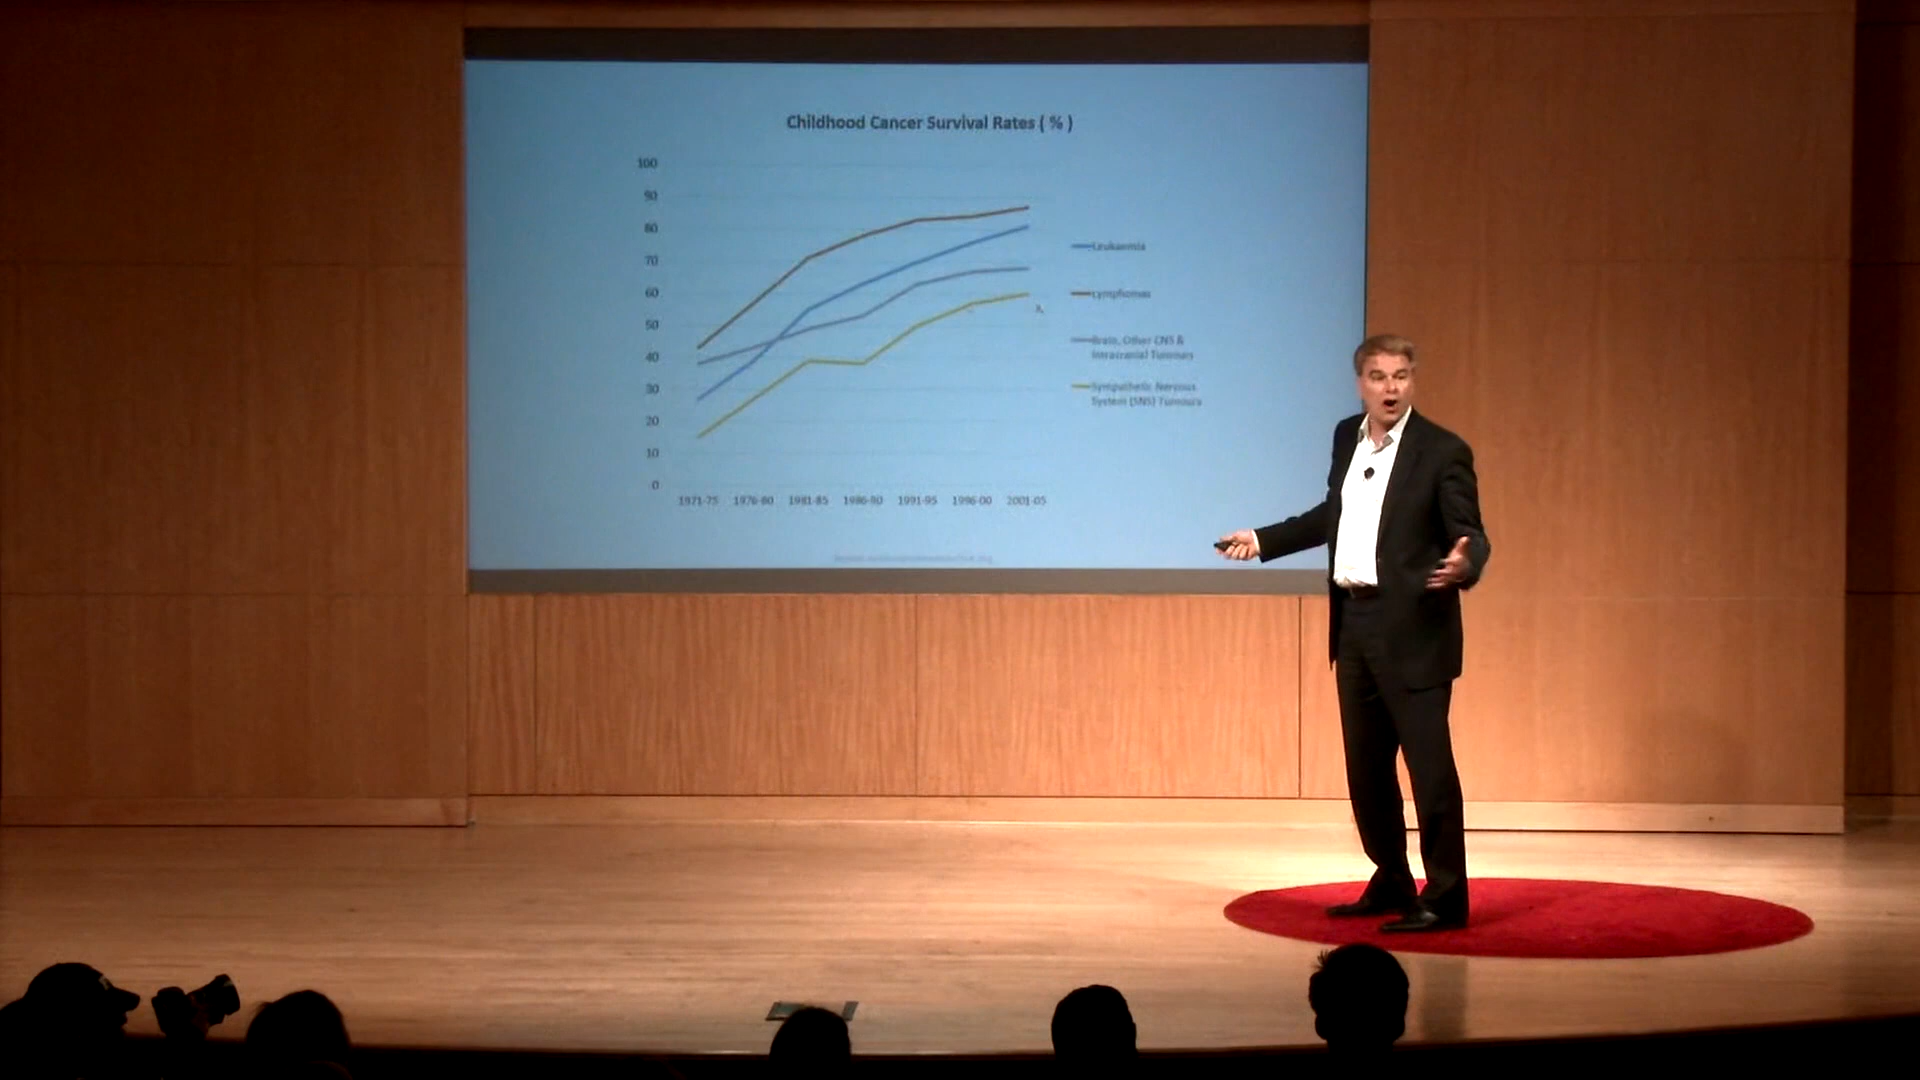 Childhood Cancer Survival Rates ( % )
100
90
80
70
60
50
40
30
20
10
0
1971-75 1976-80 1981-85 1986-90 1991-95 1996-00 2001-05
Leukaemia
Lymphomas
Brain, Other CNS &
Intracranial Tumours
Sympathetic Nervous
System (SNS) Tumours